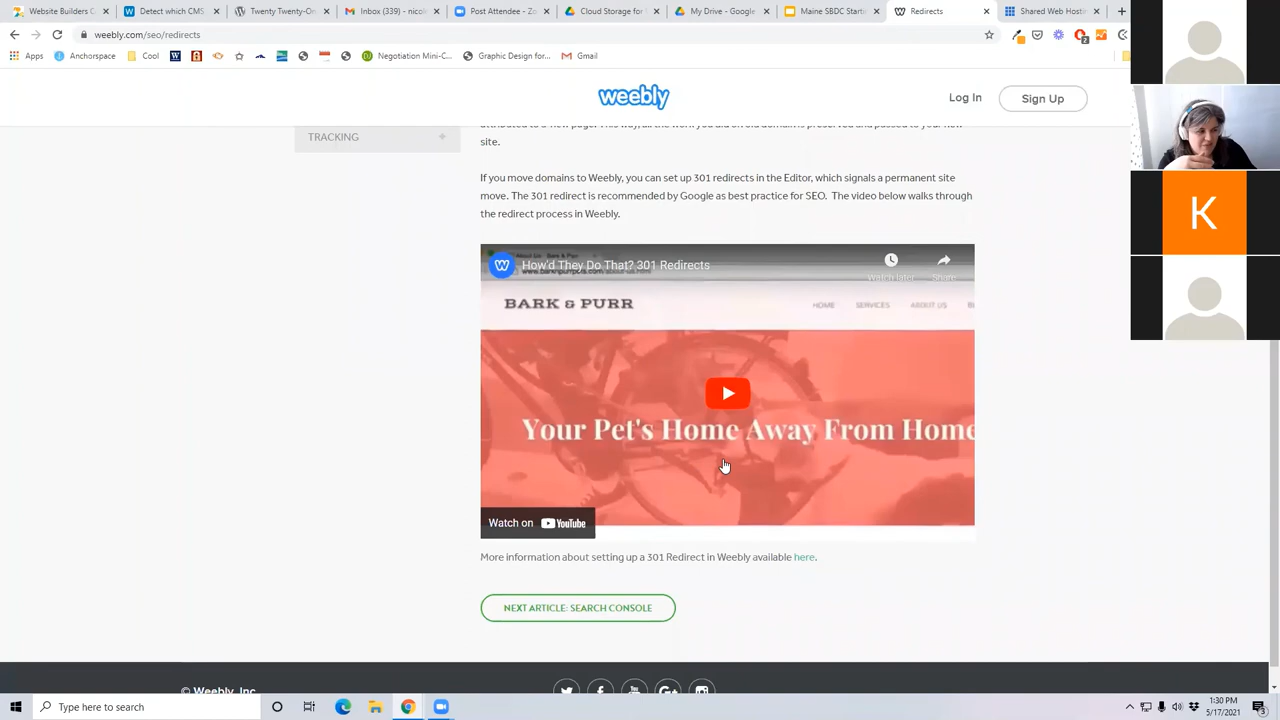 Website Builders C
Detect which CMS
Twenty Twenty-On
Inbox (339) - nicole
Post Attendee - Zo
Cloud Storage for
My Drive - Google
Maine SBDC Starti
Redirects
Shared Web Hostin
weebly.com/seo/redirects
Apps
Anchorspace
Cool
Negotiation Mini-C...
Graphic Design for...
Gmail
weebly
Log In
Sign Up
TRACKING
site.
If you move domains to Weebly, you can set up 301 redirects in the Editor, which signals a permanent site
move. The 301 redirect is recommended by Google as best practice for SEO. The video below walks through
the redirect process in Weebly.
How'd They Do That? 301 Redirects
Watch later
Share
BARK & PURR
HOME
SERVICES
ABOUT US
Your Pet's Home Away From Home
Watch on YouTube
More information about setting up a 301 Redirect in Weebly available here.
NEXT ARTICLE: SEARCH CONSOLE
© Weebly, Inc
K
Type here to search
1:30 PM
5/17/2021